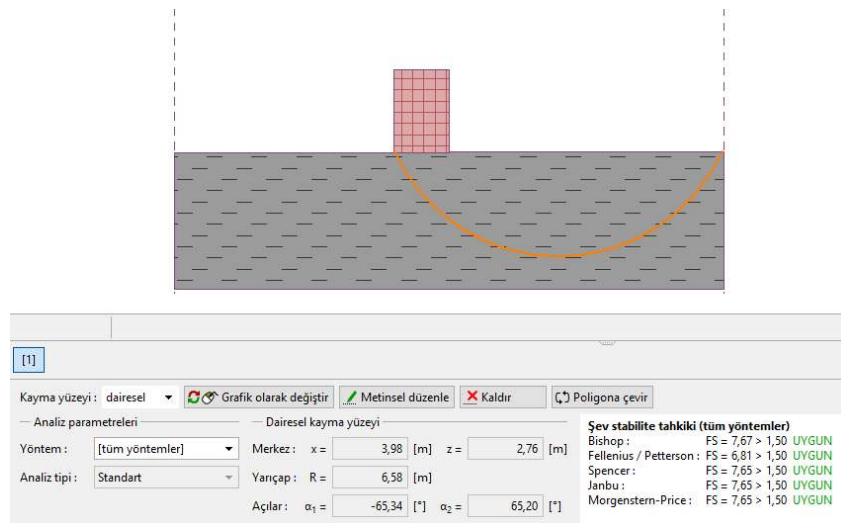 [1]
Kayma yüzeyi : dairesel Grafik olarak değiştir Metinsel düzenle Kaldır Poligona çevir
Analiz parametreleri
Yöntem : [tüm yöntemler]
Analiz tipi : Standart
Dairesel kayma yüzeyi
Merkez : x = 3,98 [m] z = 2,76 [m]
Yarıçap : R = 6,58 [m]
Açılar : α1 = -65,34 [°] α2 = 65,20 [°]
Şev stabilite tahkiki (tüm yöntemler)
Bishop : FS = 7,67 > 1,50 UYGUN
Fellenius / Petterson : FS = 6,81 > 1,50 UYGUN
Spencer : FS = 7,65 > 1,50 UYGUN
Janbu : FS = 7,65 > 1,50 UYGUN
Morgenstern-Price : FS = 7,65 > 1,50 UYGUN